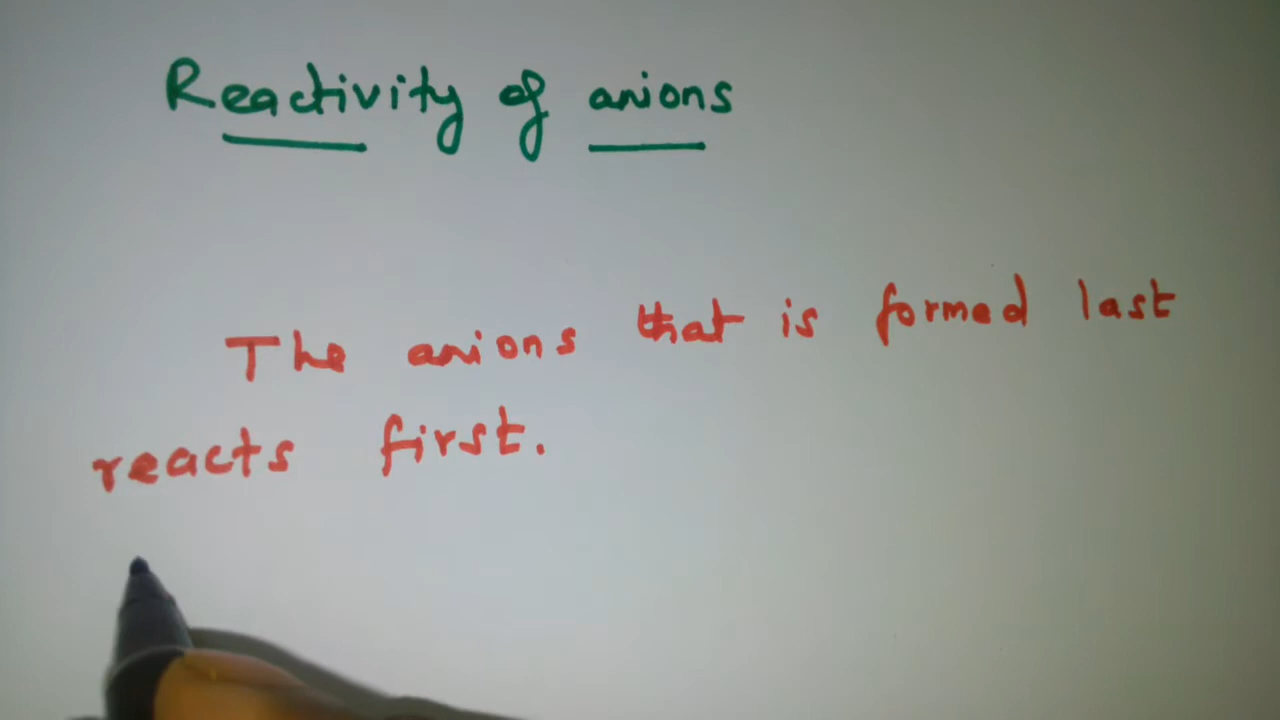 Reactivity of anions
The anions that is formed last
reacts first.